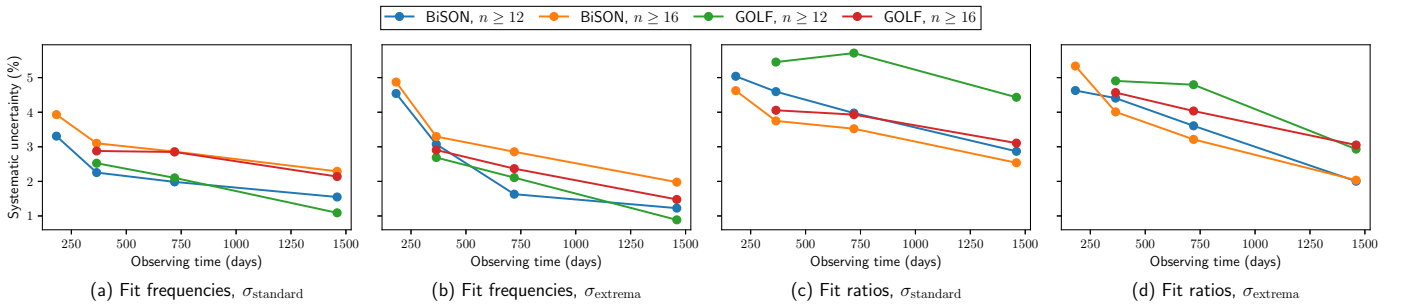 BiSON, n ≥ 12 BiSON, n ≥ 16 GOLF, n ≥ 12 GOLF, n ≥ 16
Systematic uncertainty (%)
5
4
3
2
1
250 500 750 1000 1250 1500
Observing time (days)
(a) Fit frequencies, σstandard
250 500 750 1000 1250 1500
Observing time (days)
(b) Fit frequencies, σextrema
250 500 750 1000 1250 1500
Observing time (days)
(c) Fit ratios, σstandard
250 500 750 1000 1250 1500
Observing time (days)
(d) Fit ratios, σextrema